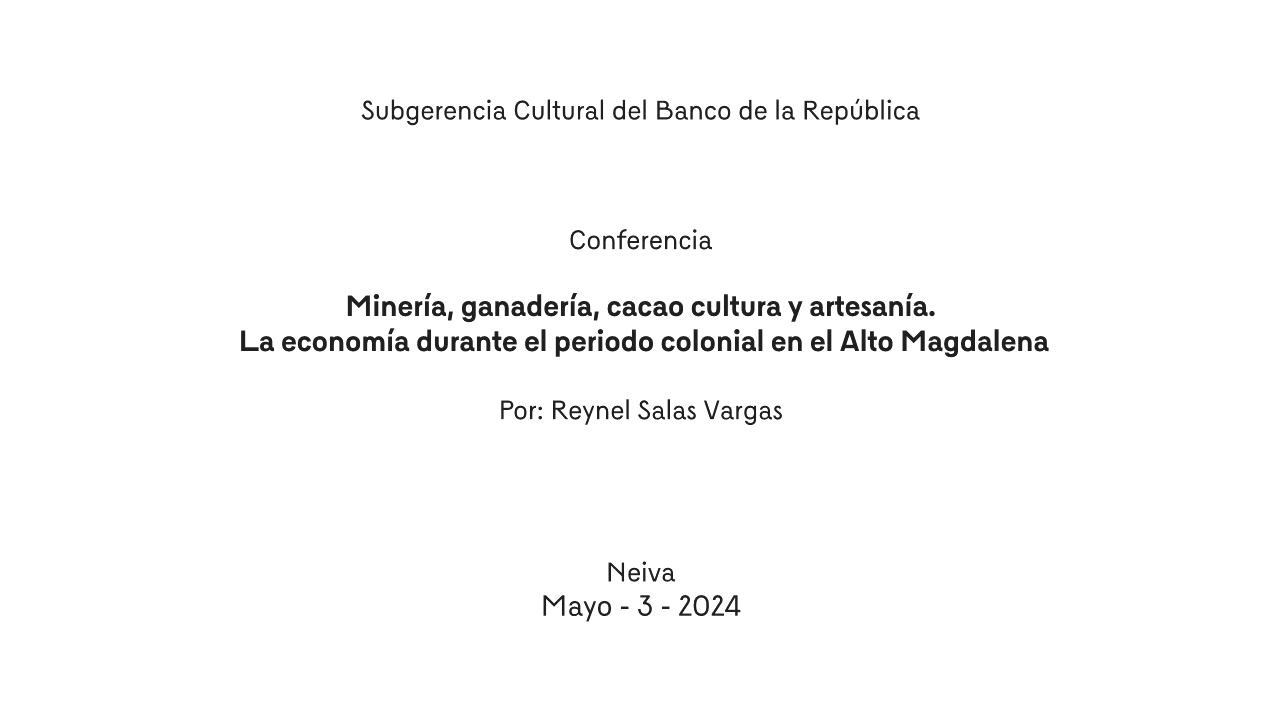 Subgerencia Cultural del Banco de la República
Conferencia
Minería, ganadería, cacao cultura y artesanía.
La economía durante el periodo colonial en el Alto Magdalena
Por: Reynel Salas Vargas
Neiva
Mayo - 3 - 2024